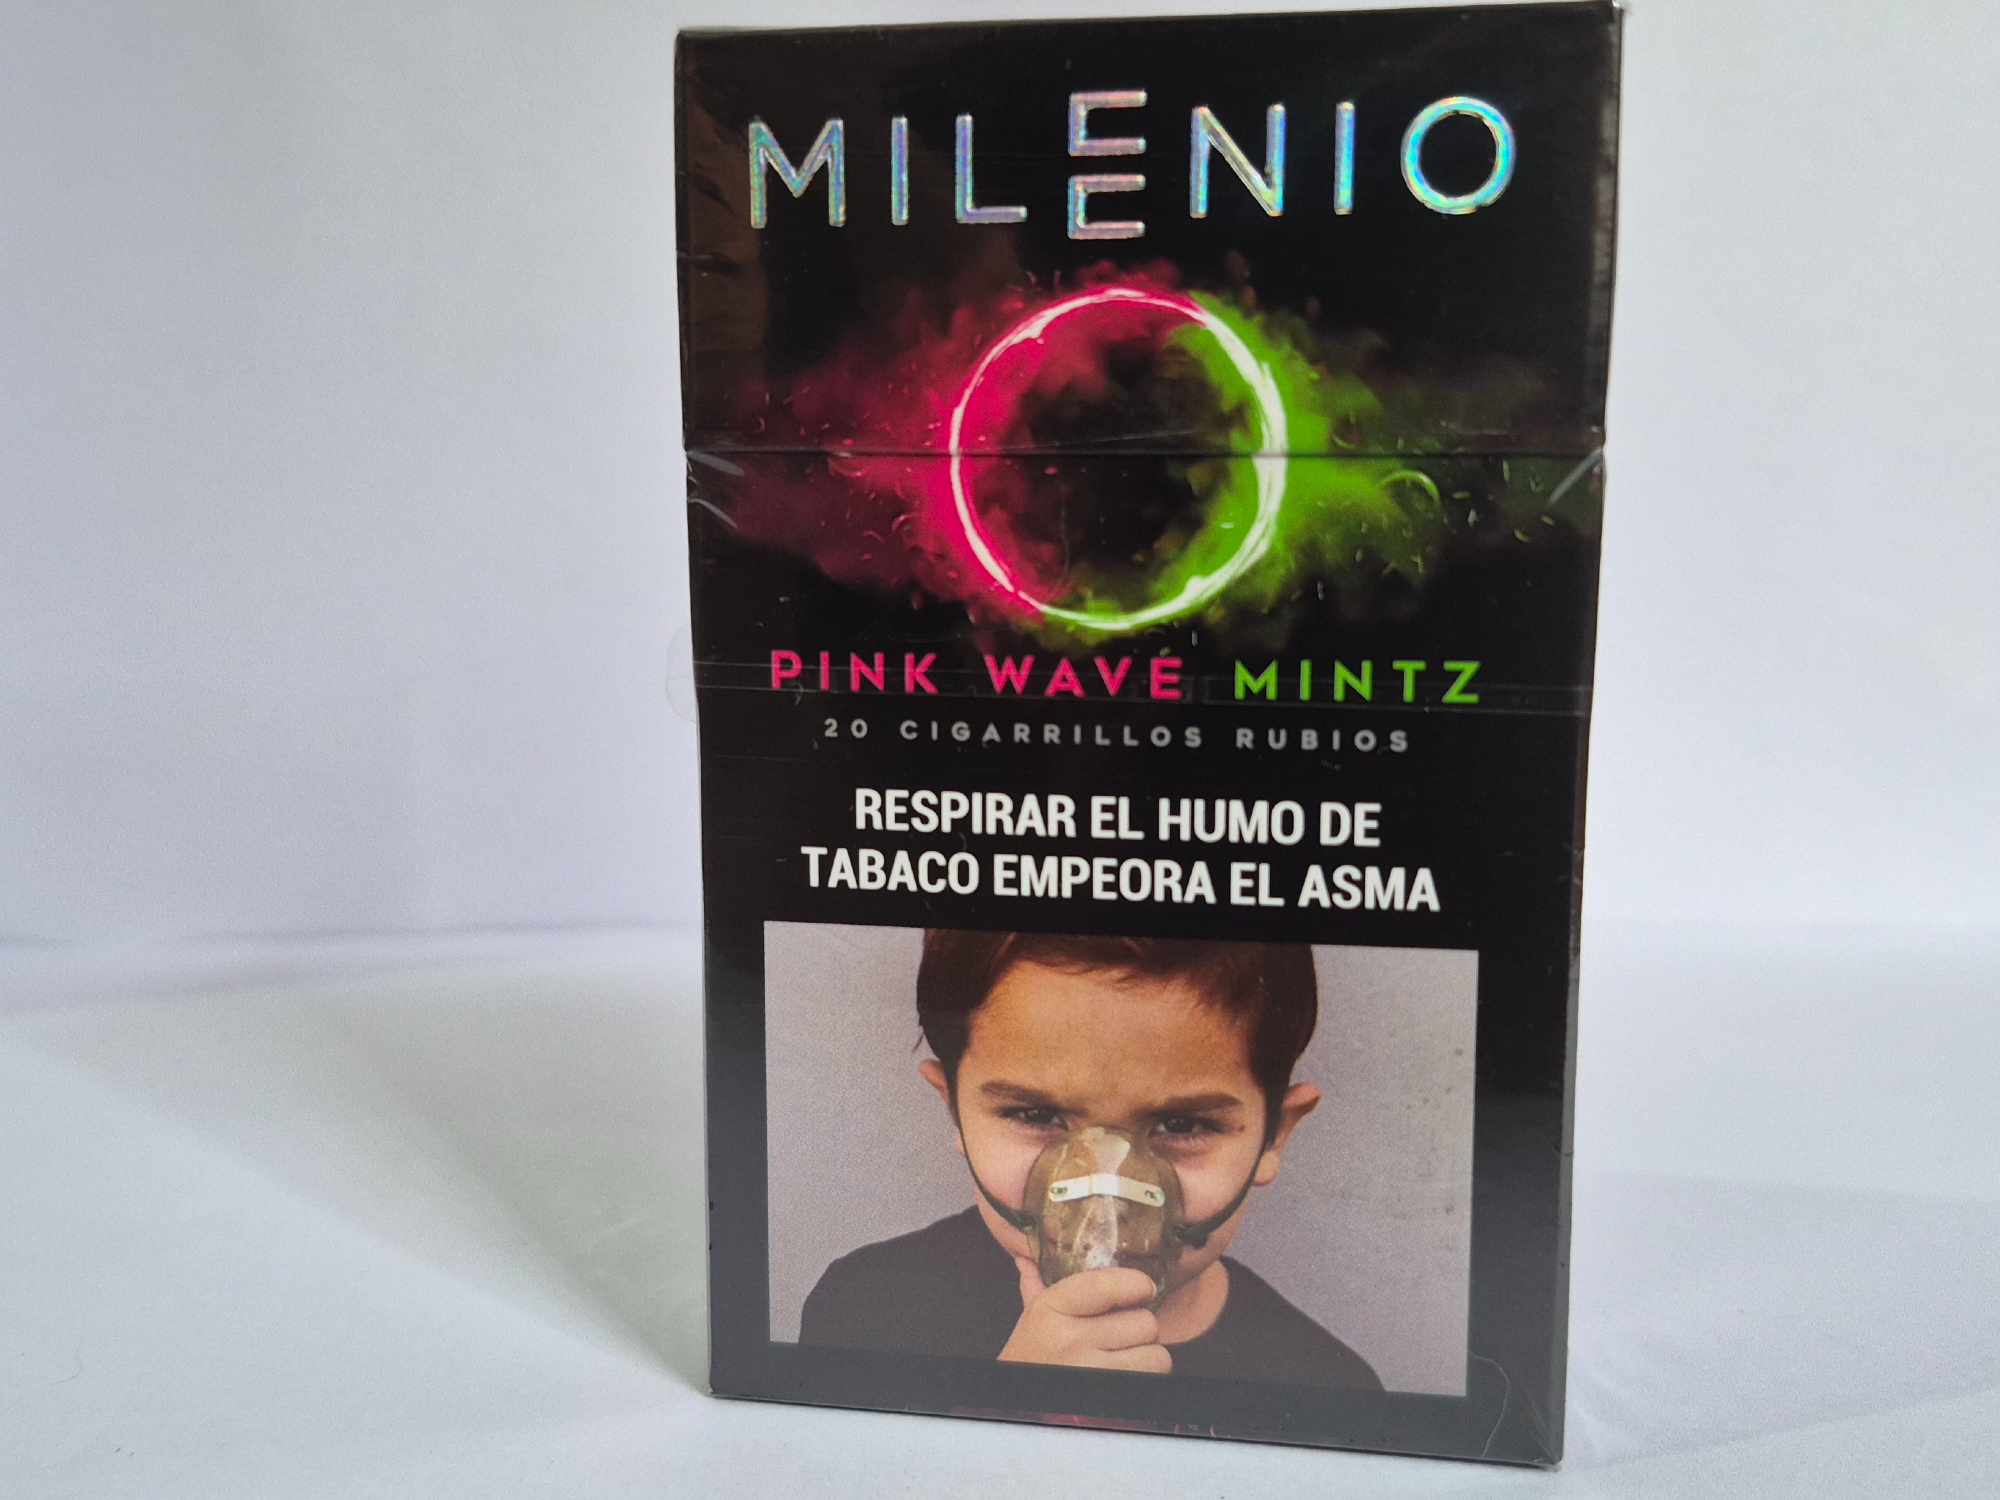 MILENIO
PINK WAVE MINTZ
20 CIGARRILLOS RUBIOS
RESPIRAR EL HUMO DE
TABACO EMPEORA EL ASMA